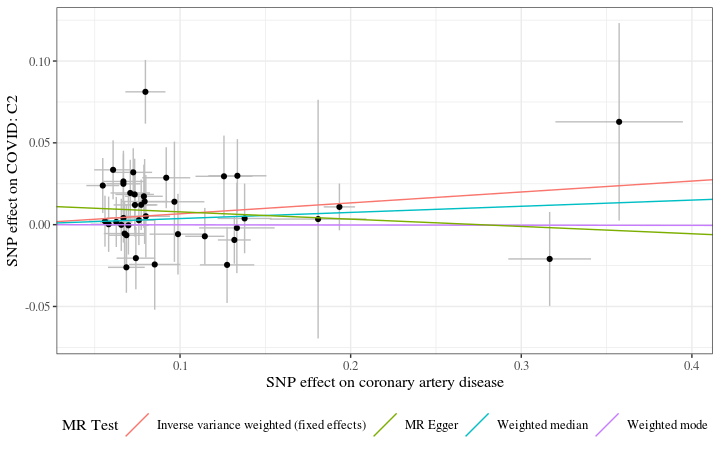 SNP effect on COVID: C2
0.10
0.05
0.00
-0.05
0.1
0.2
0.3
0.4
SNP effect on coronary artery disease
MR Test
Inverse variance weighted (fixed effects)
MR Egger
Weighted median
Weighted mode